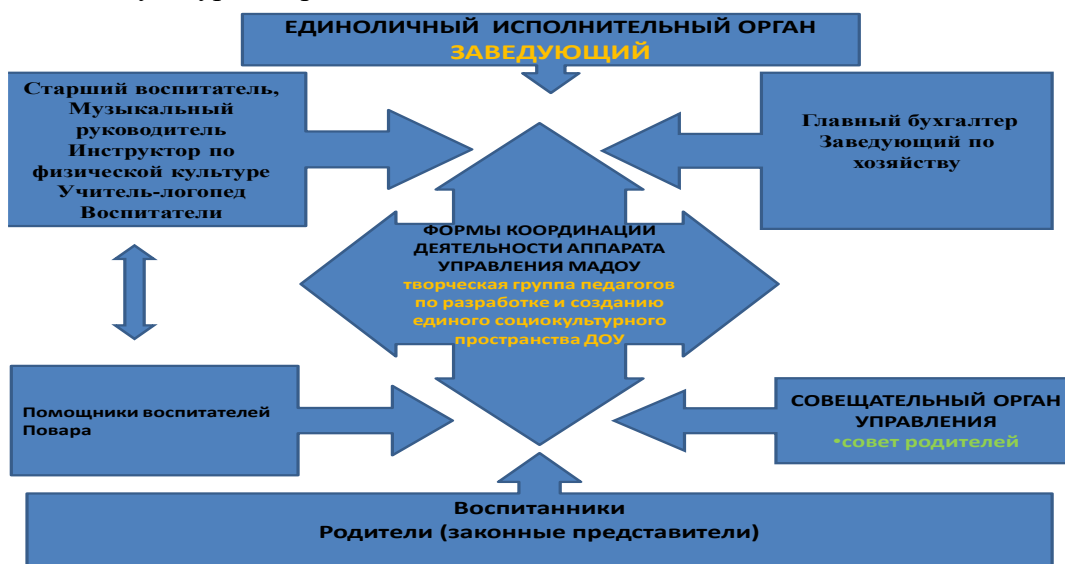 ЕДИНОЛИЧНЫЙ ИСПОЛНИТЕЛЬНЫЙ ОРГАН
ЗАВЕДУЮЩИЙ
Старший воспитатель,
Музыкальный
руководитель
Инструктор по
физической культуре
Учитель-логопед
Воспитатели
Главный бухгалтер
Заведующий по
хозяйству
ФОРМЫ КООРДИНАЦИИ
ДЕЯТЕЛЬНОСТИ АППАРАТА
УПРАВЛЕНИЯ МАДОУ
творческая группа педагогов
по разработке и созданию
единого социокультурного
пространства ДОУ
Помощники воспитателей
Повара
СОВЕЩАТЕЛЬНЫЙ ОРГАН
УПРАВЛЕНИЯ
•совет родителей
Воспитанники
Родители (законные представители)